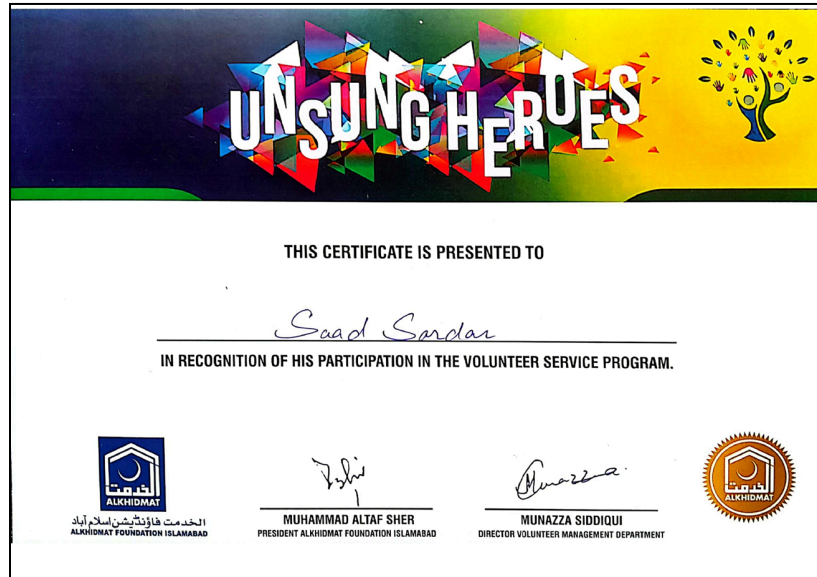 UNSUNG HEROES
THIS CERTIFICATE IS PRESENTED TO
Saad Sardar
IN RECOGNITION OF HIS PARTICIPATION IN THE VOLUNTEER SERVICE PROGRAM.
الخدمت
ALKHIDMAT
الخدمت فاؤنڈیشن اسلام آباد
ALKHIDMAT FOUNDATION ISLAMABAD
MUHAMMAD ALTAF SHER
PRESIDENT ALKHIDMAT FOUNDATION ISLAMABAD
Munazza
MUNAZZA SIDDIQUI
DIRECTOR VOLUNTEER MANAGEMENT DEPARTMENT
الخدمت
ALKHIDMAT